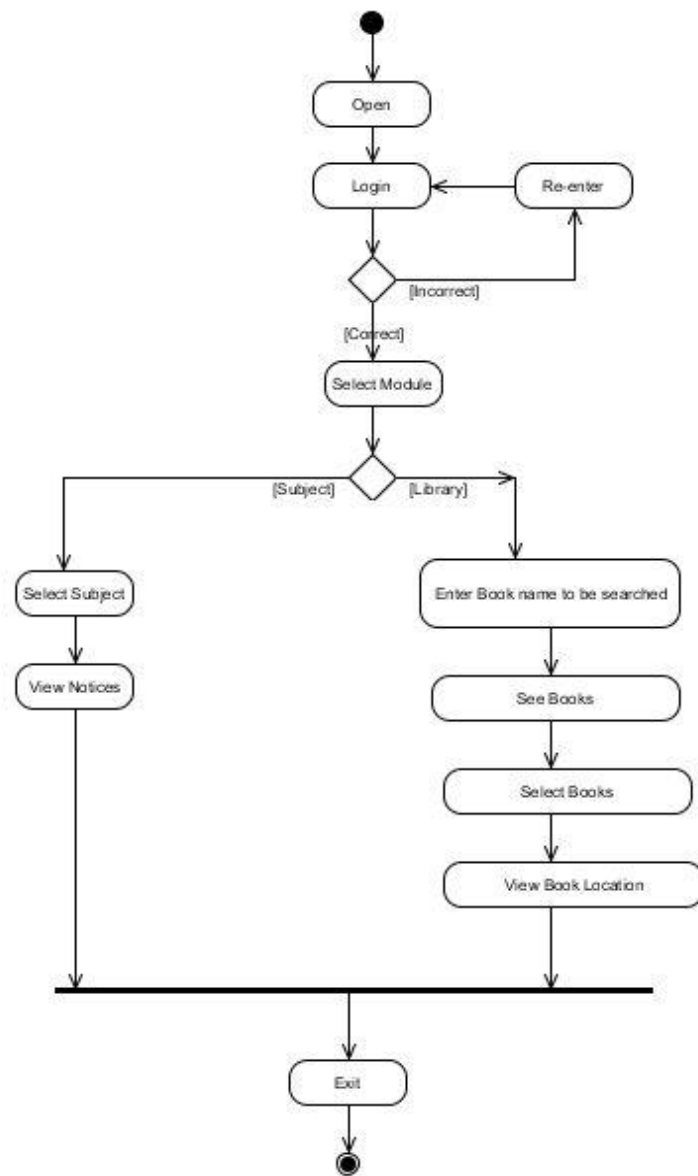 Open
Login
Re-enter
[Incorrect]
[Correct]
Select Module
[Subject]
[Library]
Select Subject
Enter Book name to be searched
View Notices
See Books
Select Books
View Book Location
Exit